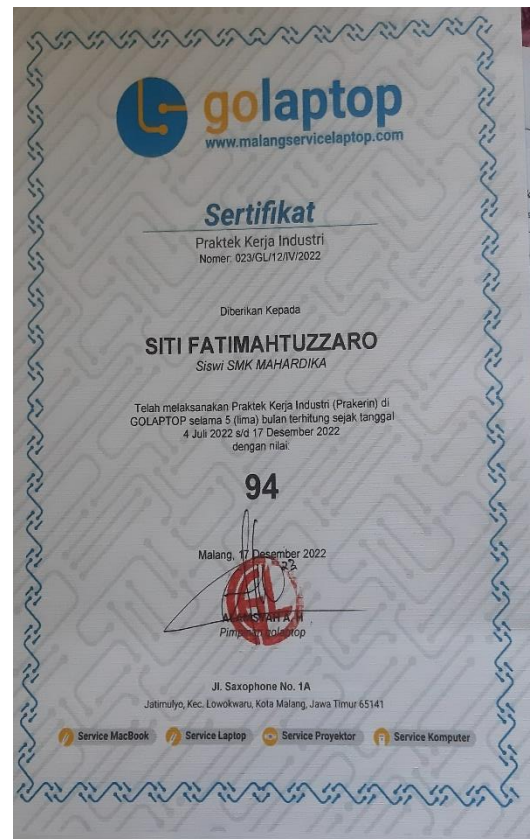 golaptop
www.malangservicelaptop.com
Sertifikat
Praktek Kerja Industri
Nomer: 023/GL/12/IV/2022
Diberikan Kepada
SITI FATIMAHTUZZARO
Siswi SMK MAHARDIKA
Telah melaksanakan Praktek Kerja Industri (Prakerin) di
GOLAPTOP selama 5 (lima) bulan terhitung sejak tanggal
4 Juli 2022 s/d 17 Desember 2022
dengan nilai:
94
Malang, 17 Desember 2022
Pimpinan golaptop
Jl. Saxophone No. 1A
Jatimulyo, Kec. Lowokwaru, Kota Malang, Jawa Timur 65141
Service MacBook Service Laptop Service Proyektor Service Komputer